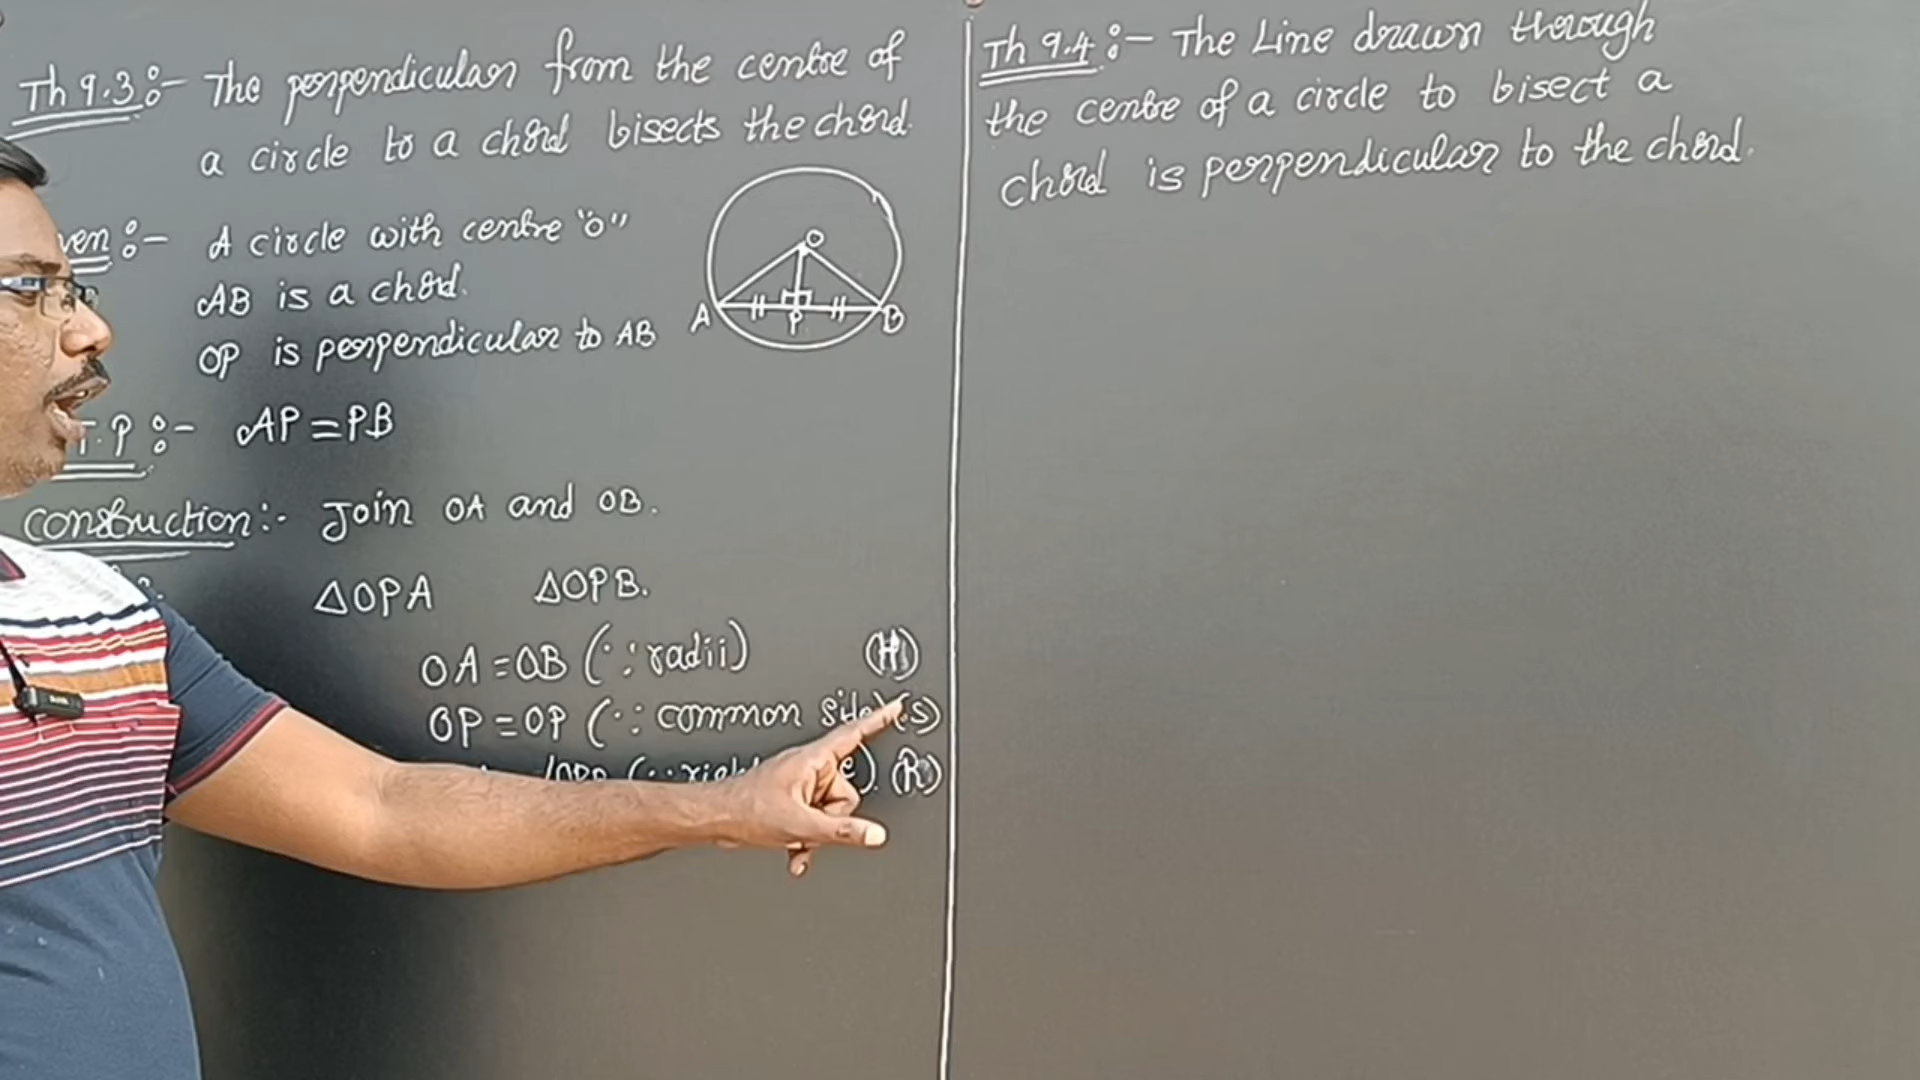 Th 9.3 :- The perpendicular from the centre of
a circle to a chord bisects the chord.
ven :- A circle with centre "O"
AB is a chord.
OP is perpendicular to AB
T.P :- AP = PB
Construction :- Join OA and OB.
△OPA △OPB.
OA = OB (∵ radii) (H)
OP = OP (∵ common side) (S)
(R)
O
A P B
Th 9.4 :- The Line drawn through
the centre of a circle to bisect a
chord is perpendicular to the chord.